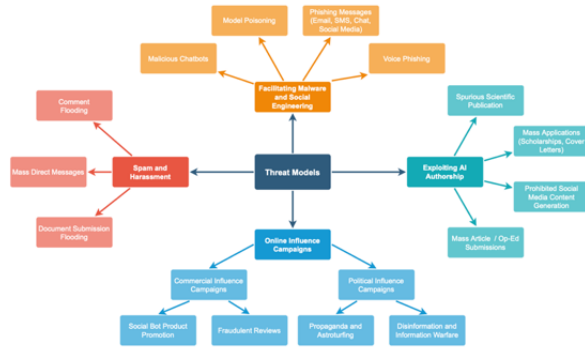 Model Poisoning
Phishing Messages
(Email, SMS, Chat,
Social Media)
Malicious Chatbots
Voice Phishing
Facilitating Malware
and Social
Engineering
Comment
Flooding
Mass Direct Messages
Document Submission
Flooding
Spam and
Harassment
Threat Models
Exploiting AI
Authorship
Spurious Scientific
Publication
Mass Applications
(Scholarships, Cover
Letters)
Prohibited Social
Media Content
Generation
Mass Article / Op-Ed
Submissions
Online Influence
Campaigns
Commercial Influence
Campaigns
Political Influence
Campaigns
Social Bot Product
Promotion
Fraudulent Reviews
Propaganda and
Astroturfing
Disinformation and
Information Warfare